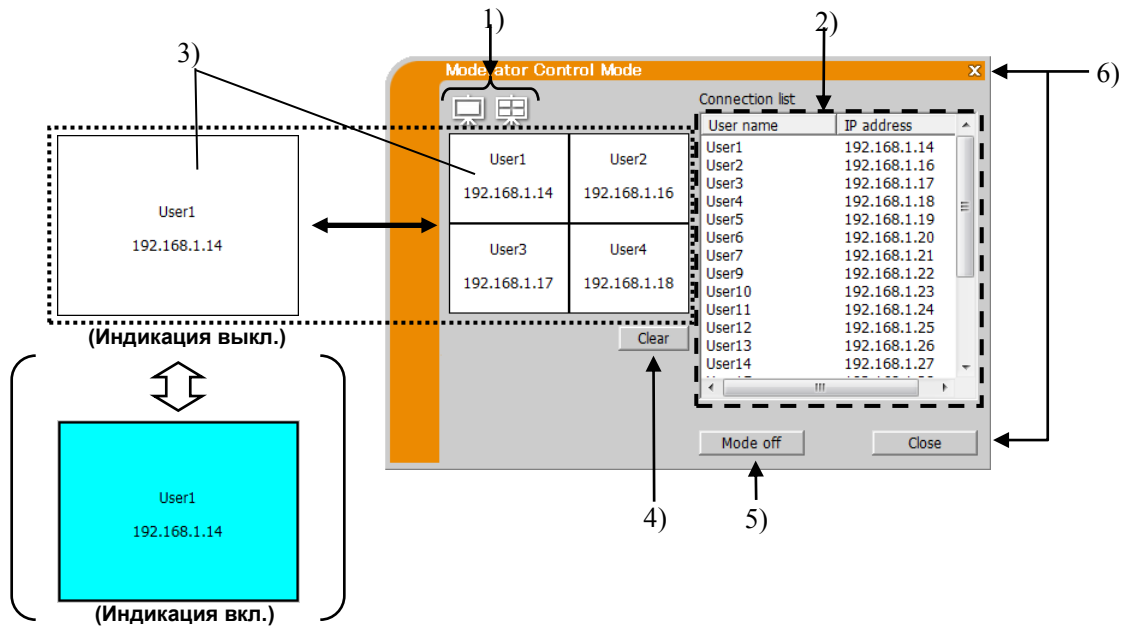 1)
2)
3)
6)
Moderator Control Mode
X
Connection list
User name IP address
User1 192.168.1.14
User2 192.168.1.16
User3 192.168.1.17
User4 192.168.1.18
User5 192.168.1.19
User6 192.168.1.20
User7 192.168.1.21
User9 192.168.1.22
User10 192.168.1.23
User11 192.168.1.24
User12 192.168.1.25
User13 192.168.1.26
User14 192.168.1.27
User1 User2
192.168.1.14 192.168.1.16
User3 User4
192.168.1.17 192.168.1.18
User1
192.168.1.14
(Индикация выкл.)
Clear
Mode off
Close
User1
192.168.1.14
(Индикация вкл.)
4)
5)